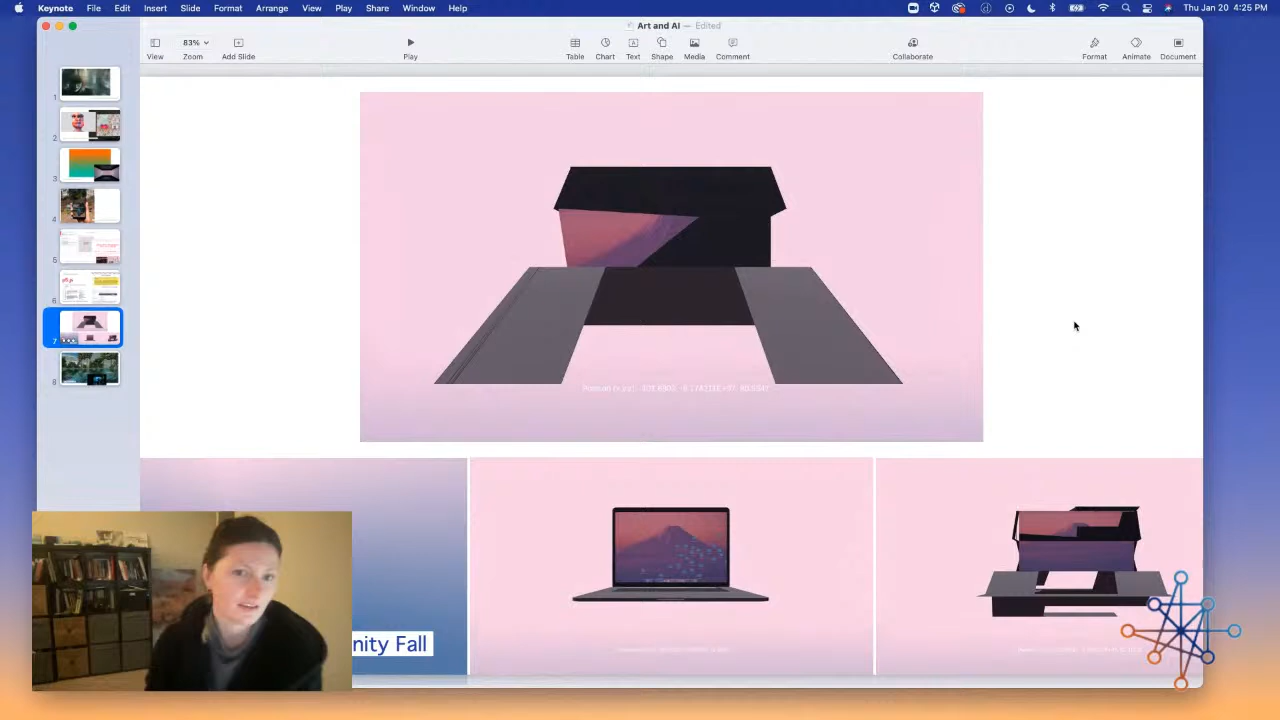 Keynote File Edit Insert Slide Format Arrange View Play Share Window Help
Thu Jan 20 4:25 PM
Art and AI — Edited
83%
View Zoom Add Slide Play Table Chart Text Shape Media Comment Collaborate Format Animate Document
1
2
3
4
5
6
7
8
nity Fall